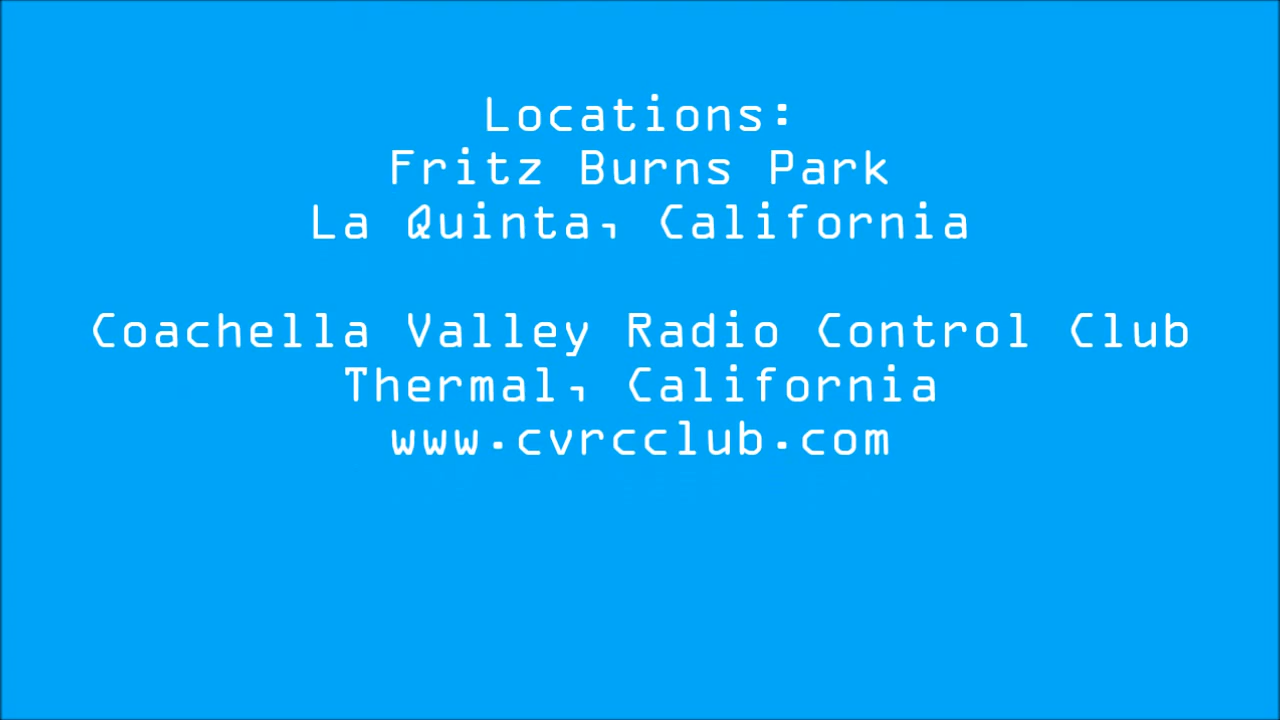 Locations:
Fritz Burns Park
La Quinta, California
Coachella Valley Radio Control Club
Thermal, California
www.cvrcclub.com